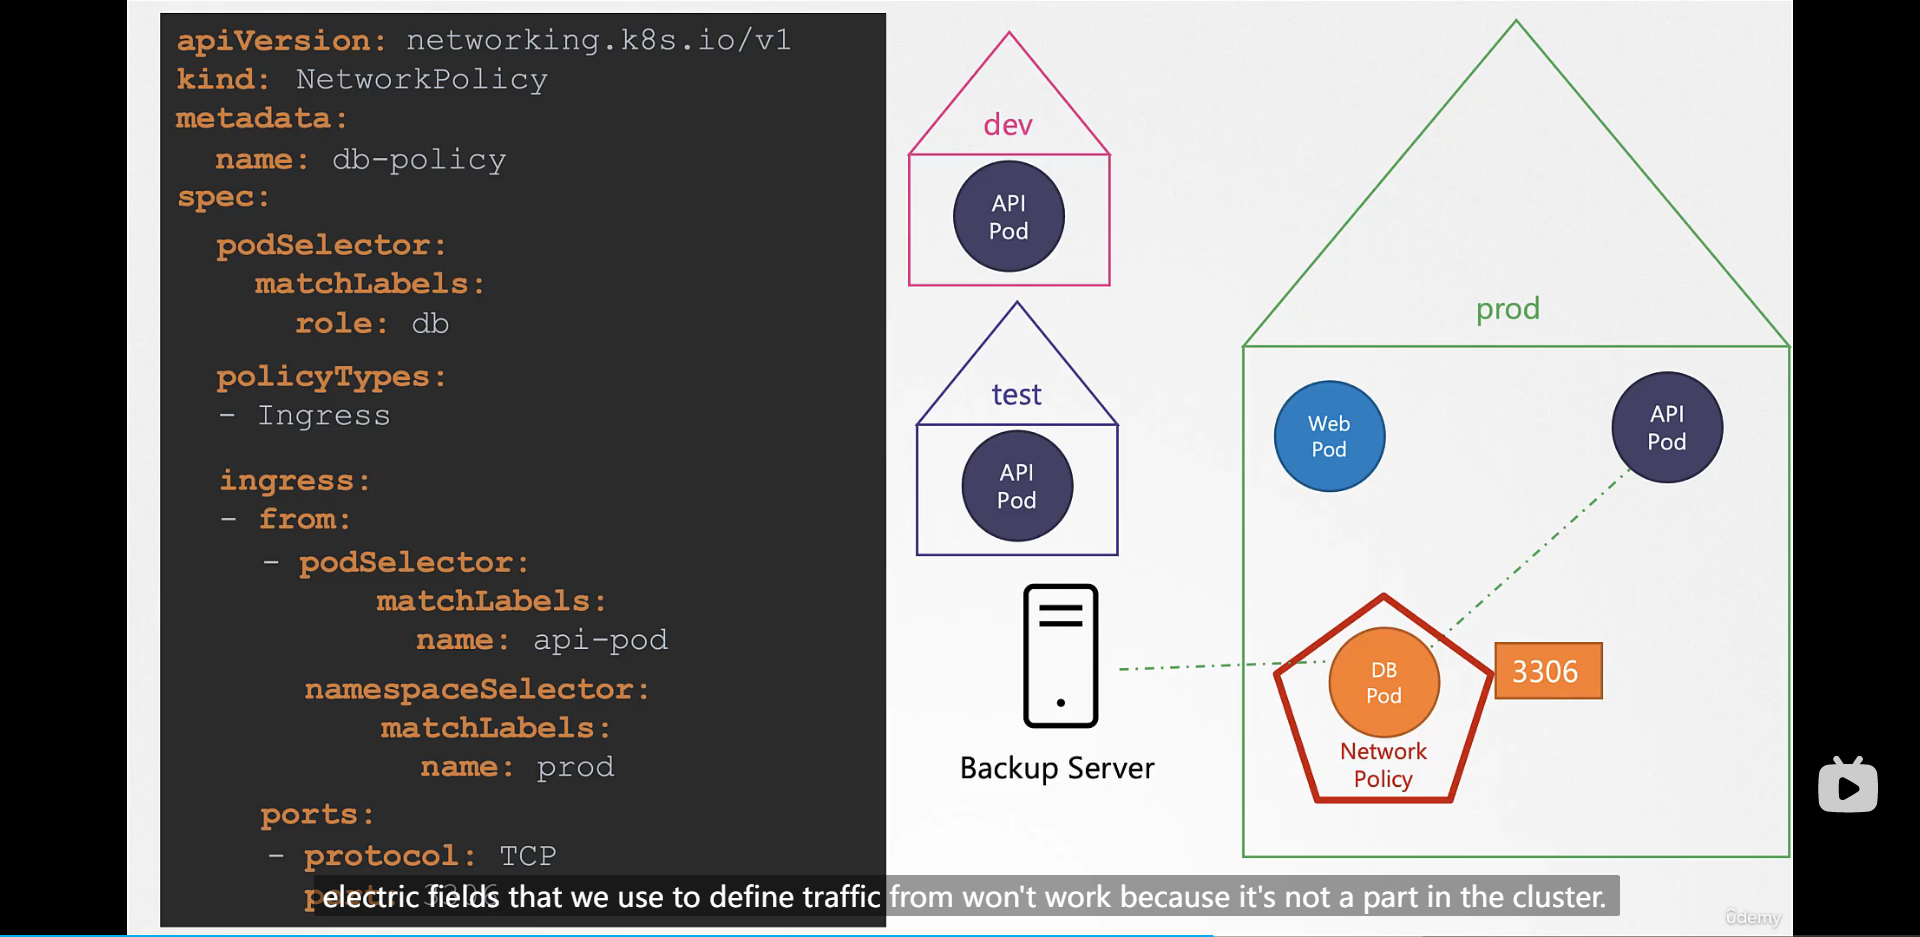 apiVersion: networking.k8s.io/v1
kind: NetworkPolicy
metadata:
name: db-policy
spec:
podSelector:
matchLabels:
role: db
policyTypes:
- Ingress
ingress:
- from:
- podSelector:
matchLabels:
name: api-pod
namespaceSelector:
matchLabels:
name: prod
ports:
- protocol: TCP
port: 3306
dev
API
Pod
test
API
Pod
Backup Server
prod
Web
Pod
API
Pod
DB
Pod
Network
Policy
3306
electric fields that we use to define traffic from won't work because it's not a part in the cluster.
ûdemy